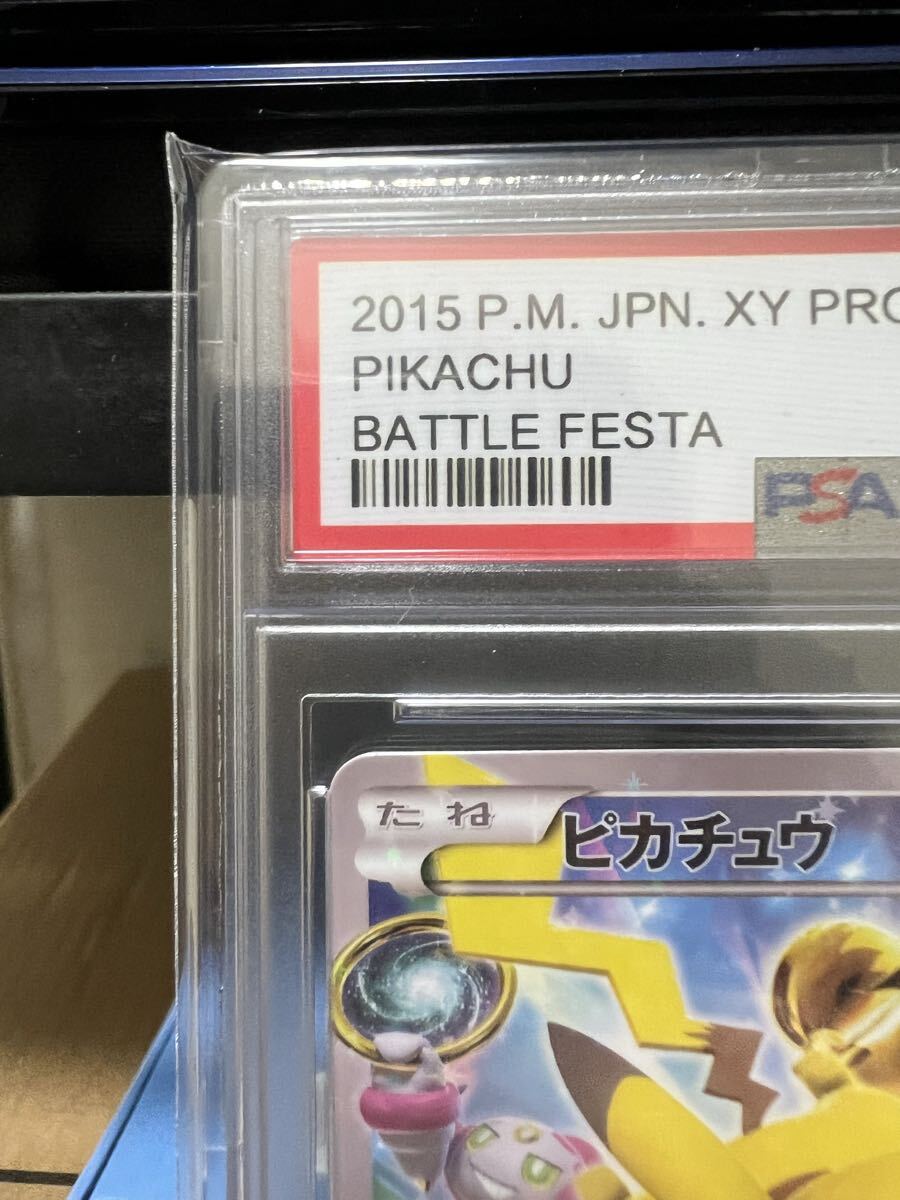 2015 P.M. JPN. XY PRO
PIKACHU
BATTLE FESTA
PSA
たね
ピカチュウ